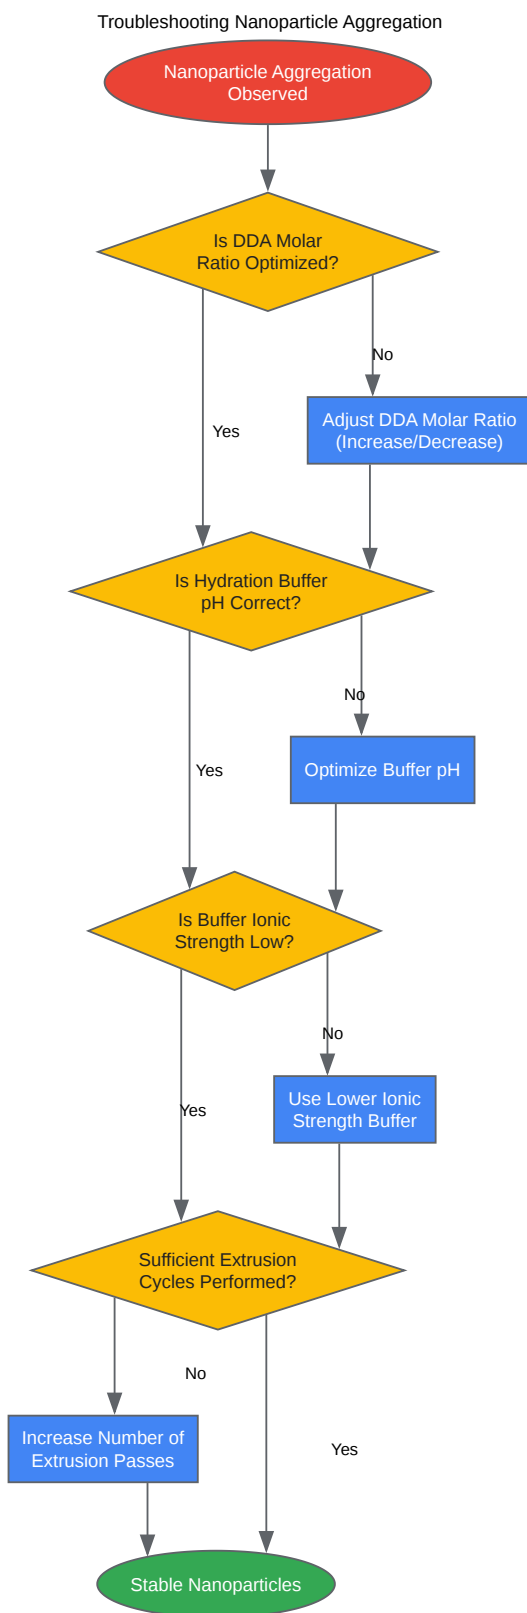 Troubleshooting Nanoparticle Aggregation
Nanoparticle Aggregation
Observed
Is DDA Molar
Ratio Optimized?
No
Adjust DDA Molar Ratio
(Increase/Decrease)
Yes
Is Hydration Buffer
pH Correct?
No
Optimize Buffer pH
Yes
Is Buffer Ionic
Strength Low?
No
Use Lower Ionic
Strength Buffer
Yes
Sufficient Extrusion
Cycles Performed?
No
Increase Number of
Extrusion Passes
Yes
Stable Nanoparticles